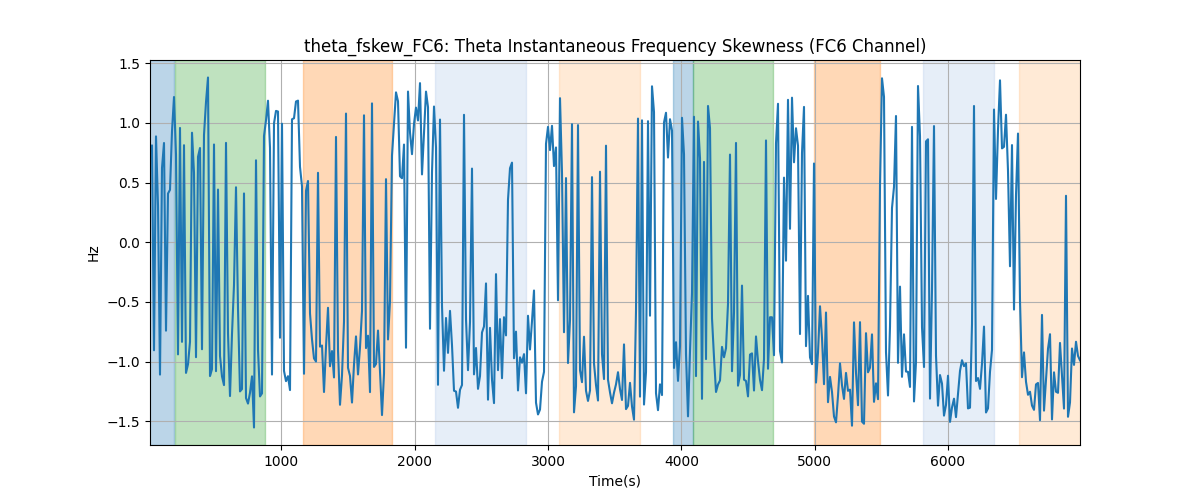 theta_fskew_FC6: Theta Instantaneous Frequency Skewness (FC6 Channel)
1.5
1.0
0.5
0.0
−0.5
−1.0
−1.5
Hz
1000 2000 3000 4000 5000 6000
Time(s)